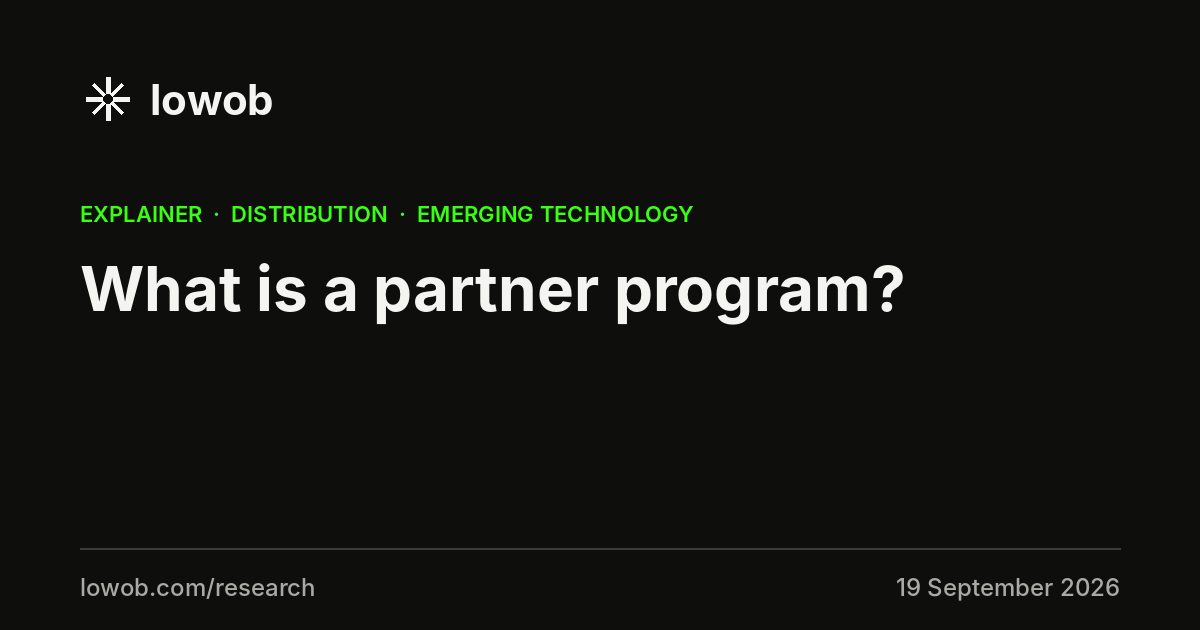 lowob
EXPLAINER · DISTRIBUTION · EMERGING TECHNOLOGY
What is a partner program?
lowob.com/research
19 September 2026